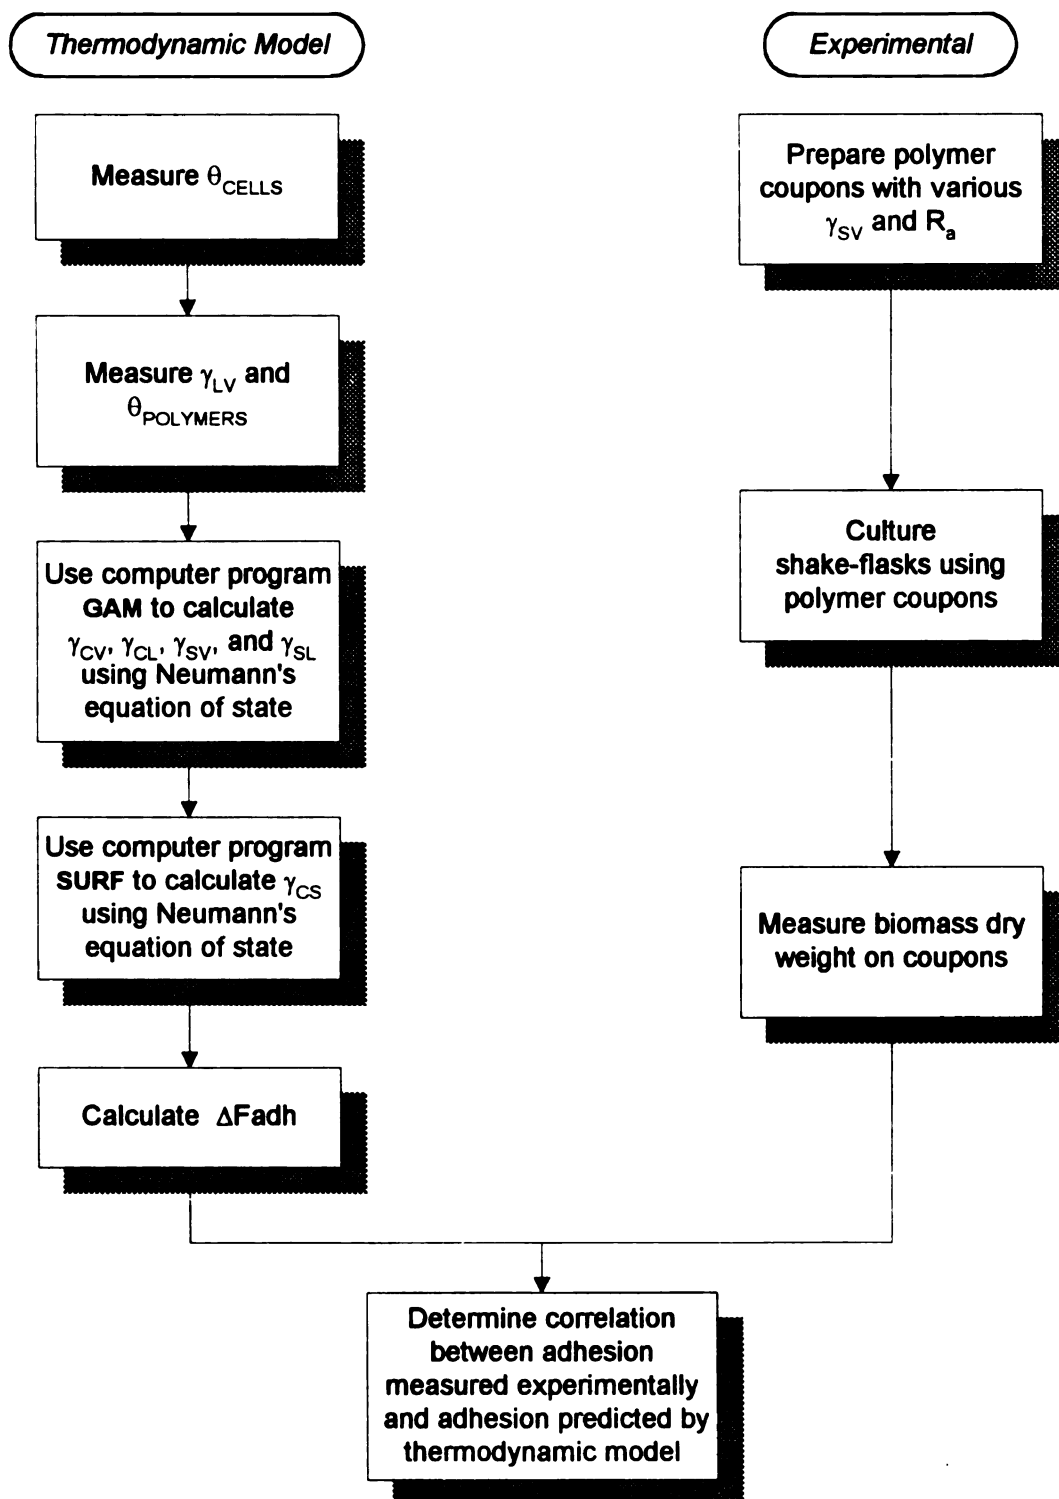 Thermodynamic Model
Experimental
Measure θCELLS
Measure γLV and
θPOLYMERS
Use computer program
GAM to calculate
γCV, γCL, γSV, and γSL
using Neumann's
equation of state
Use computer program
SURF to calculate γCS
using Neumann's
equation of state
Calculate ΔFadh
Prepare polymer
coupons with various
γSV and Ra
Culture
shake-flasks using
polymer coupons
Measure biomass dry
weight on coupons
Determine correlation
between adhesion
measured experimentally
and adhesion predicted by
thermodynamic model